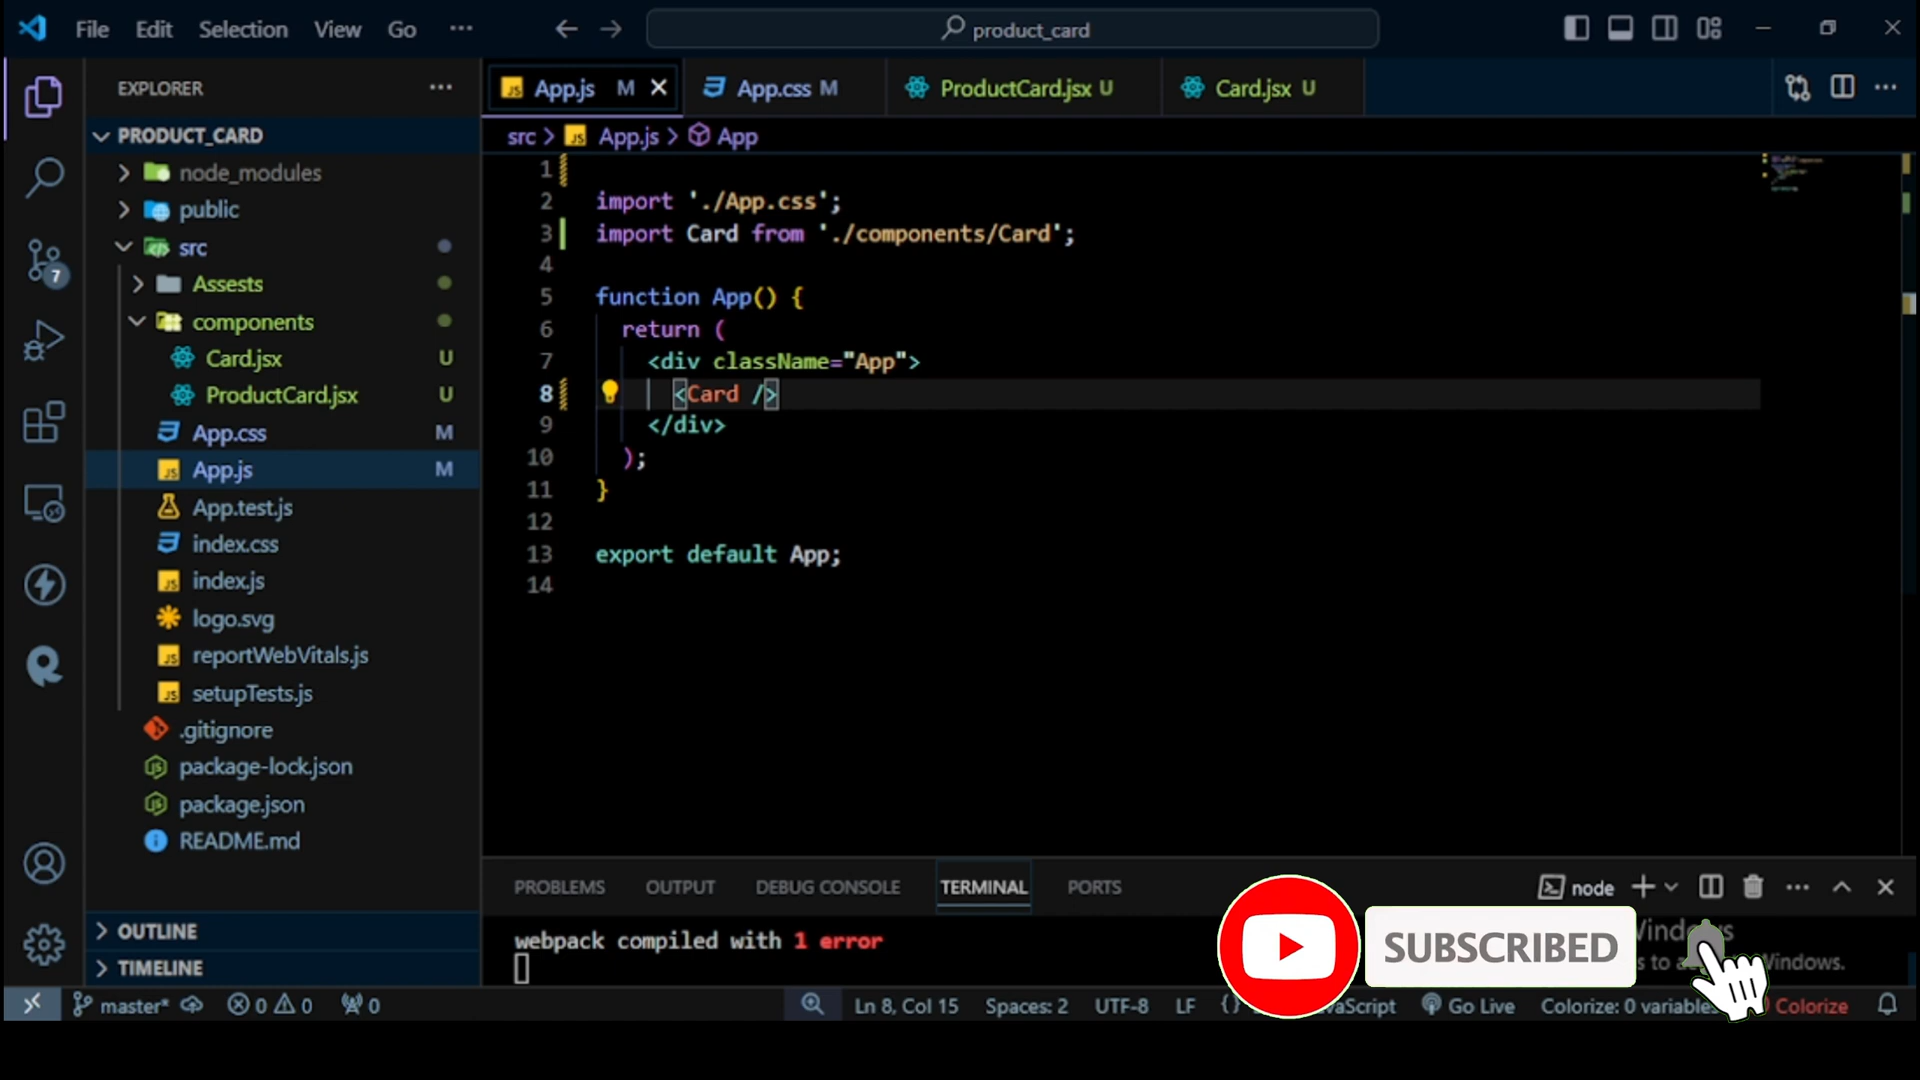 File Edit Selection View Go ···
product_card
EXPLORER
PRODUCT_CARD
node_modules
public
src
Assests
components
Card.jsx U
ProductCard.jsx U
App.css M
App.js M
App.test.js
index.css
index.js
logo.svg
reportWebVitals.js
setupTests.js
.gitignore
package-lock.json
package.json
README.md
OUTLINE
TIMELINE
7
App.js M
App.css M
ProductCard.jsx U
Card.jsx U
src > App.js > App
1
2 import './App.css';
3 import Card from './components/Card';
4
5 function App() {
6 return (
7 <div className="App">
8 <Card />
9 </div>
10 );
11 }
12
13 export default App;
14
PROBLEMS OUTPUT DEBUG CONSOLE TERMINAL PORTS
node
webpack compiled with 1 error
SUBSCRIBED
Windows.
master* 0 0 0
Ln 8, Col 15 Spaces: 2 UTF-8 LF {} Go Live Colorize: 0 variables Colorize